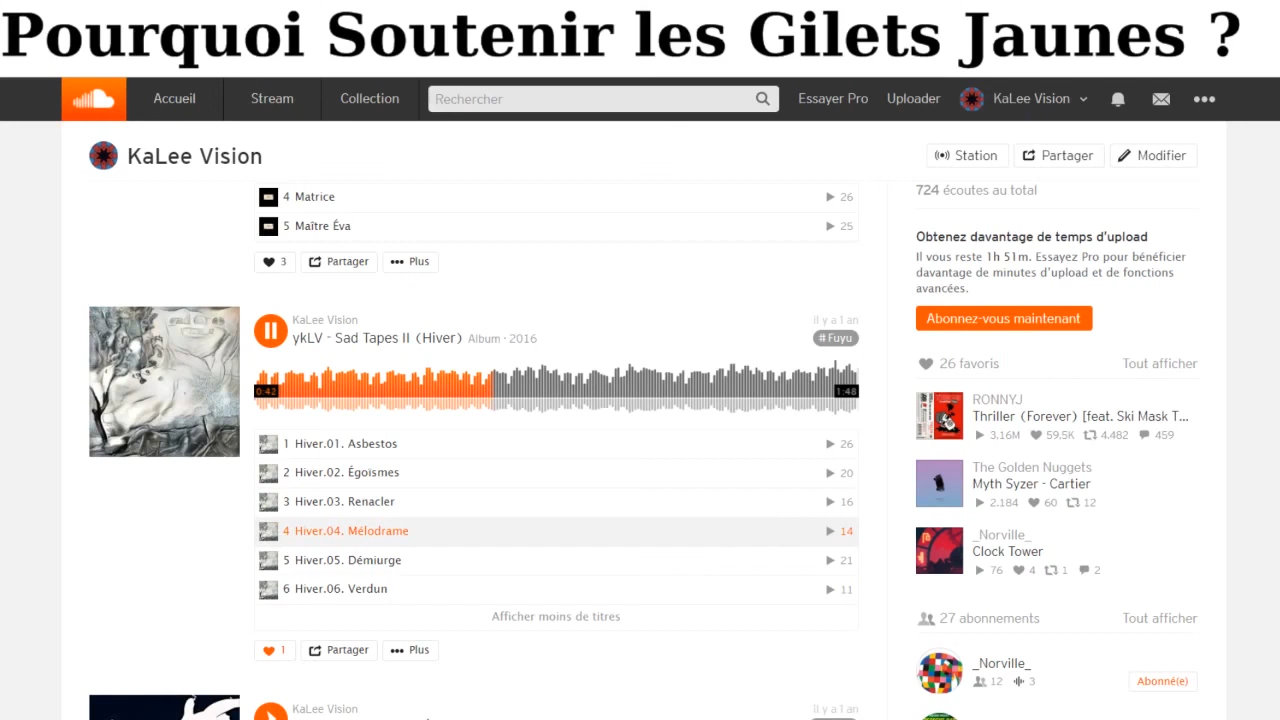 Pourquoi Soutenir les Gilets Jaunes ?
Accueil
Stream
Collection
Rechercher
Essayer Pro
Uploader
KaLee Vision
KaLee Vision
Station
Partager
Modifier
4 Matrice
26
5 Maître Éva
25
3
Partager
Plus
KaLee Vision
il y a 1 an
ykLV - Sad Tapes II (Hiver) Album · 2016
# Fuyu
0:42
1:48
1 Hiver.01. Asbestos
26
2 Hiver.02. Égoïsmes
20
3 Hiver.03. Renacler
16
4 Hiver.04. Mélodrame
14
5 Hiver.05. Démiurge
21
6 Hiver.06. Verdun
11
Afficher moins de titres
1
Partager
Plus
KaLee Vision
il y a 1 an
724 écoutes au total
Obtenez davantage de temps d'upload
Il vous reste 1h 51m. Essayez Pro pour bénéficier
davantage de minutes d'upload et de fonctions
avancées.
Abonnez-vous maintenant
26 favoris
Tout afficher
RONNYJ
Thriller (Forever) [feat. Ski Mask T...
3,16M 59.5K 4.482 459
The Golden Nuggets
Myth Syzer - Cartier
2.184 60 12
_Norville_
Clock Tower
76 4 1 2
27 abonnements
Tout afficher
_Norville_
12 3
Abonné(e)